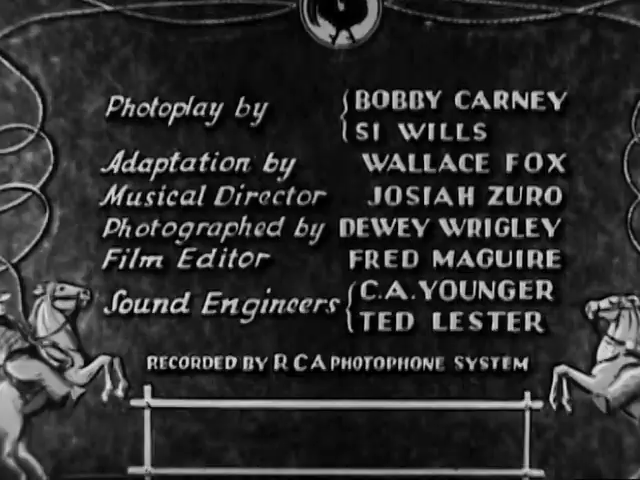 Photoplay by BOBBY CARNEY
SI WILLS
Adaptation by WALLACE FOX
Musical Director JOSIAH ZURO
Photographed by DEWEY WRIGLEY
Film Editor FRED MAGUIRE
Sound Engineers C.A. YOUNGER
TED LESTER
RECORDED BY RCA PHOTOPHONE SYSTEM